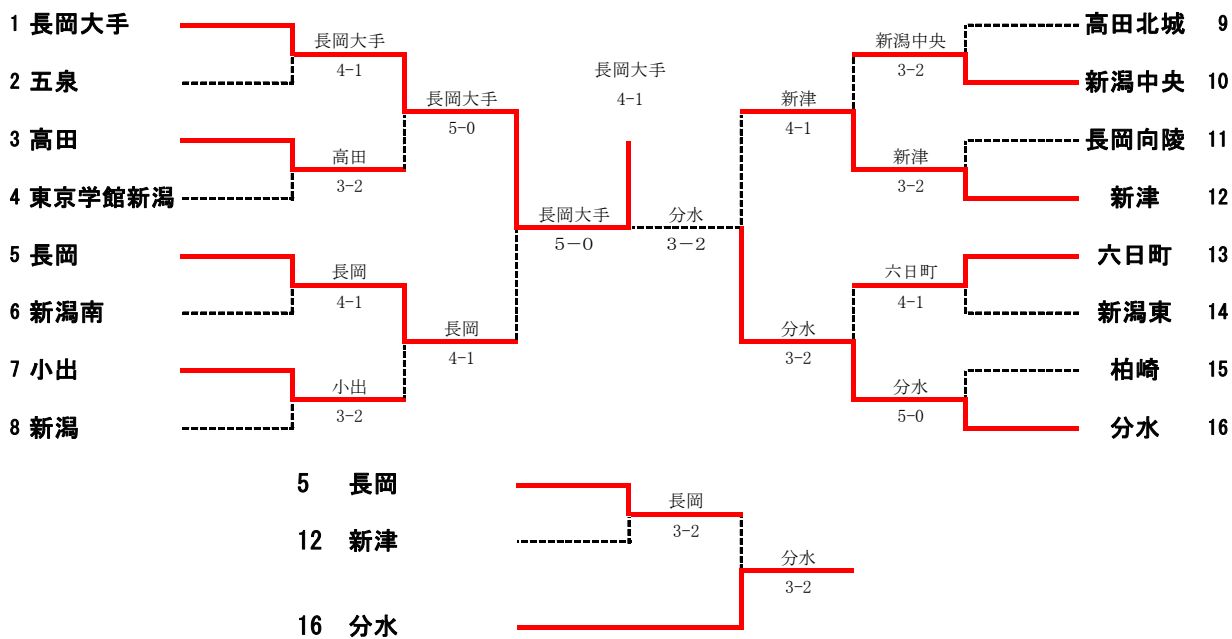 1 長岡大手
長岡大手
4-1
2 五泉
長岡大手
5-0
3 高田
高田
3-2
4 東京学館新潟
長岡大手
5－0
5 長岡
長岡
4-1
6 新潟南
長岡
4-1
7 小出
小出
3-2
8 新潟
長岡大手
4-1
高田北城 9
新潟中央
3-2
新潟中央 10
新津
4-1
長岡向陵 11
新津
3-2
新津 12
分水
3－2
六日町 13
六日町
4-1
新潟東 14
分水
3-2
柏崎 15
分水
5-0
分水 16
5 長岡
長岡
3-2
12 新津
分水
3-2
16 分水